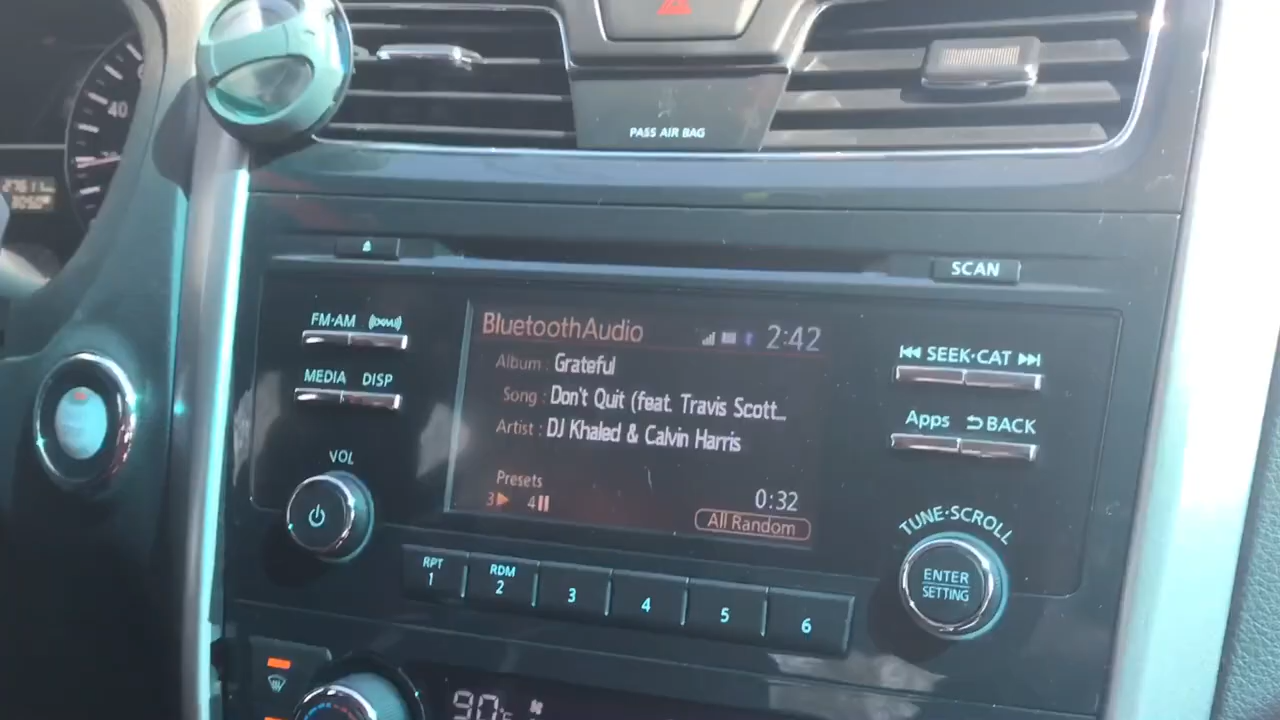 40
PASS AIR BAG
SCAN
FM·AM
MEDIA DISP
VOL
BluetoothAudio 2:42
Album : Grateful
Song : Don't Quit (feat. Travis Scott...
Artist : DJ Khaled & Calvin Harris
Presets
3 4
0:32
All Random
SEEK·CAT
Apps BACK
TUNE·SCROLL
ENTER
SETTING
RPT
1
RDM
2
3
4
5
6
90